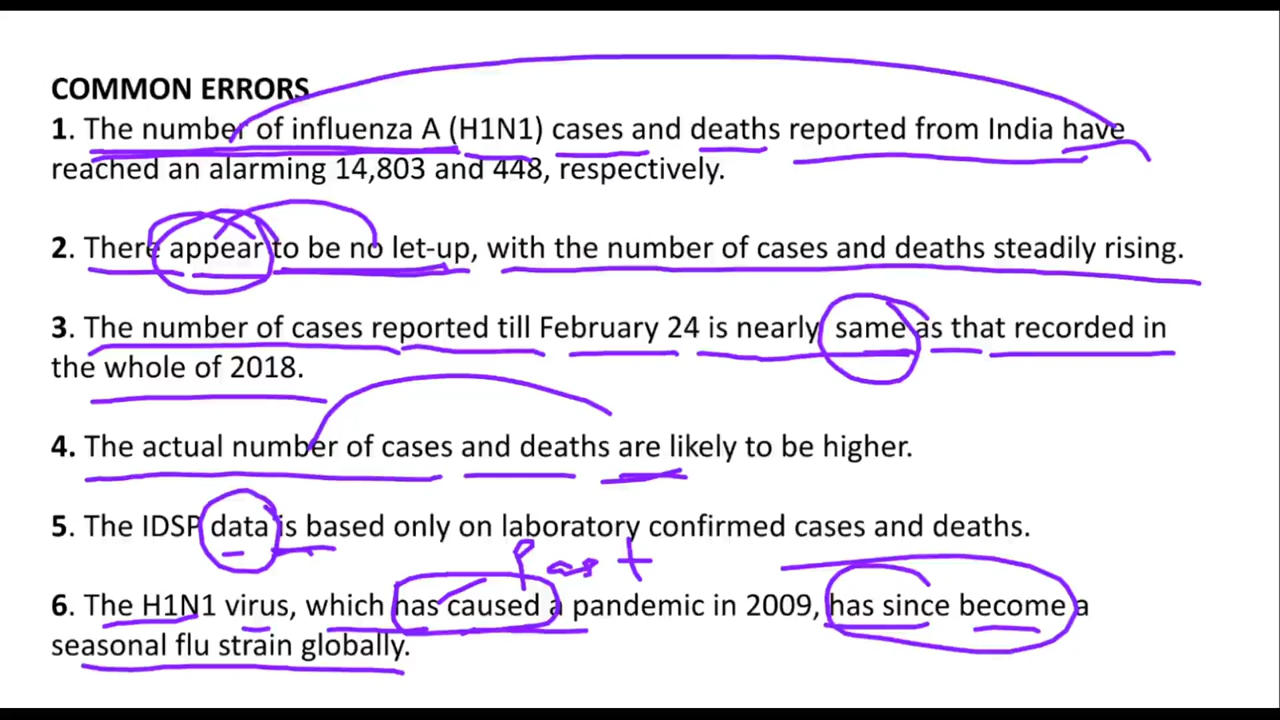 COMMON ERRORS
1. The number of influenza A (H1N1) cases and deaths reported from India have
reached an alarming 14,803 and 448, respectively.
2. There appear to be no let-up, with the number of cases and deaths steadily rising.
3. The number of cases reported till February 24 is nearly same as that recorded in
the whole of 2018.
4. The actual number of cases and deaths are likely to be higher.
5. The IDSP data is based only on laboratory confirmed cases and deaths.
Past
6. The H1N1 virus, which has caused a pandemic in 2009, has since become a
seasonal flu strain globally.